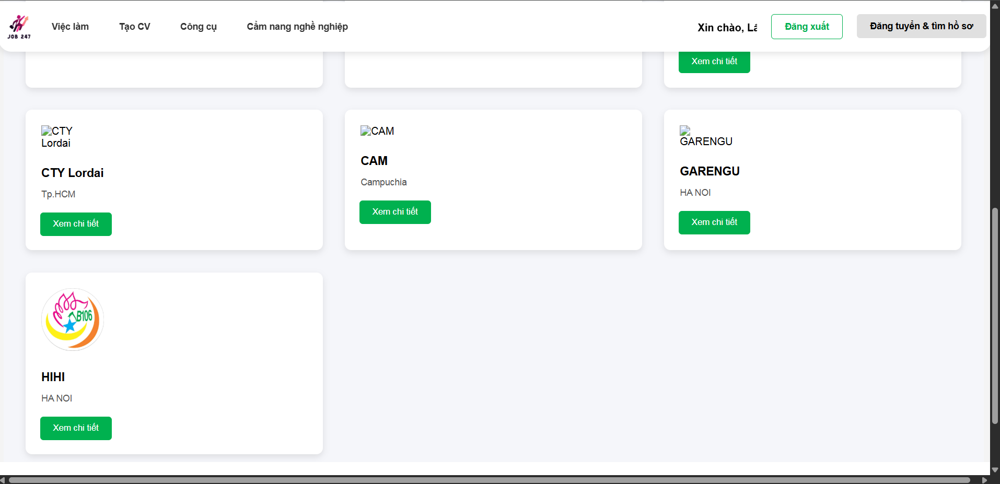 JOB 247
Việc làm
Tạo CV
Công cụ
Cẩm nang nghề nghiệp
Xin chào,
Đăng xuất
Đăng tuyển & tìm hồ sơ
Xem chi tiết
CTY
Lordai
CTY Lordai
Tp.HCM
Xem chi tiết
CAM
CAM
Campuchia
Xem chi tiết
GARENGU
GARENGU
HA NOI
Xem chi tiết
B106
HIHI
HA NOI
Xem chi tiết